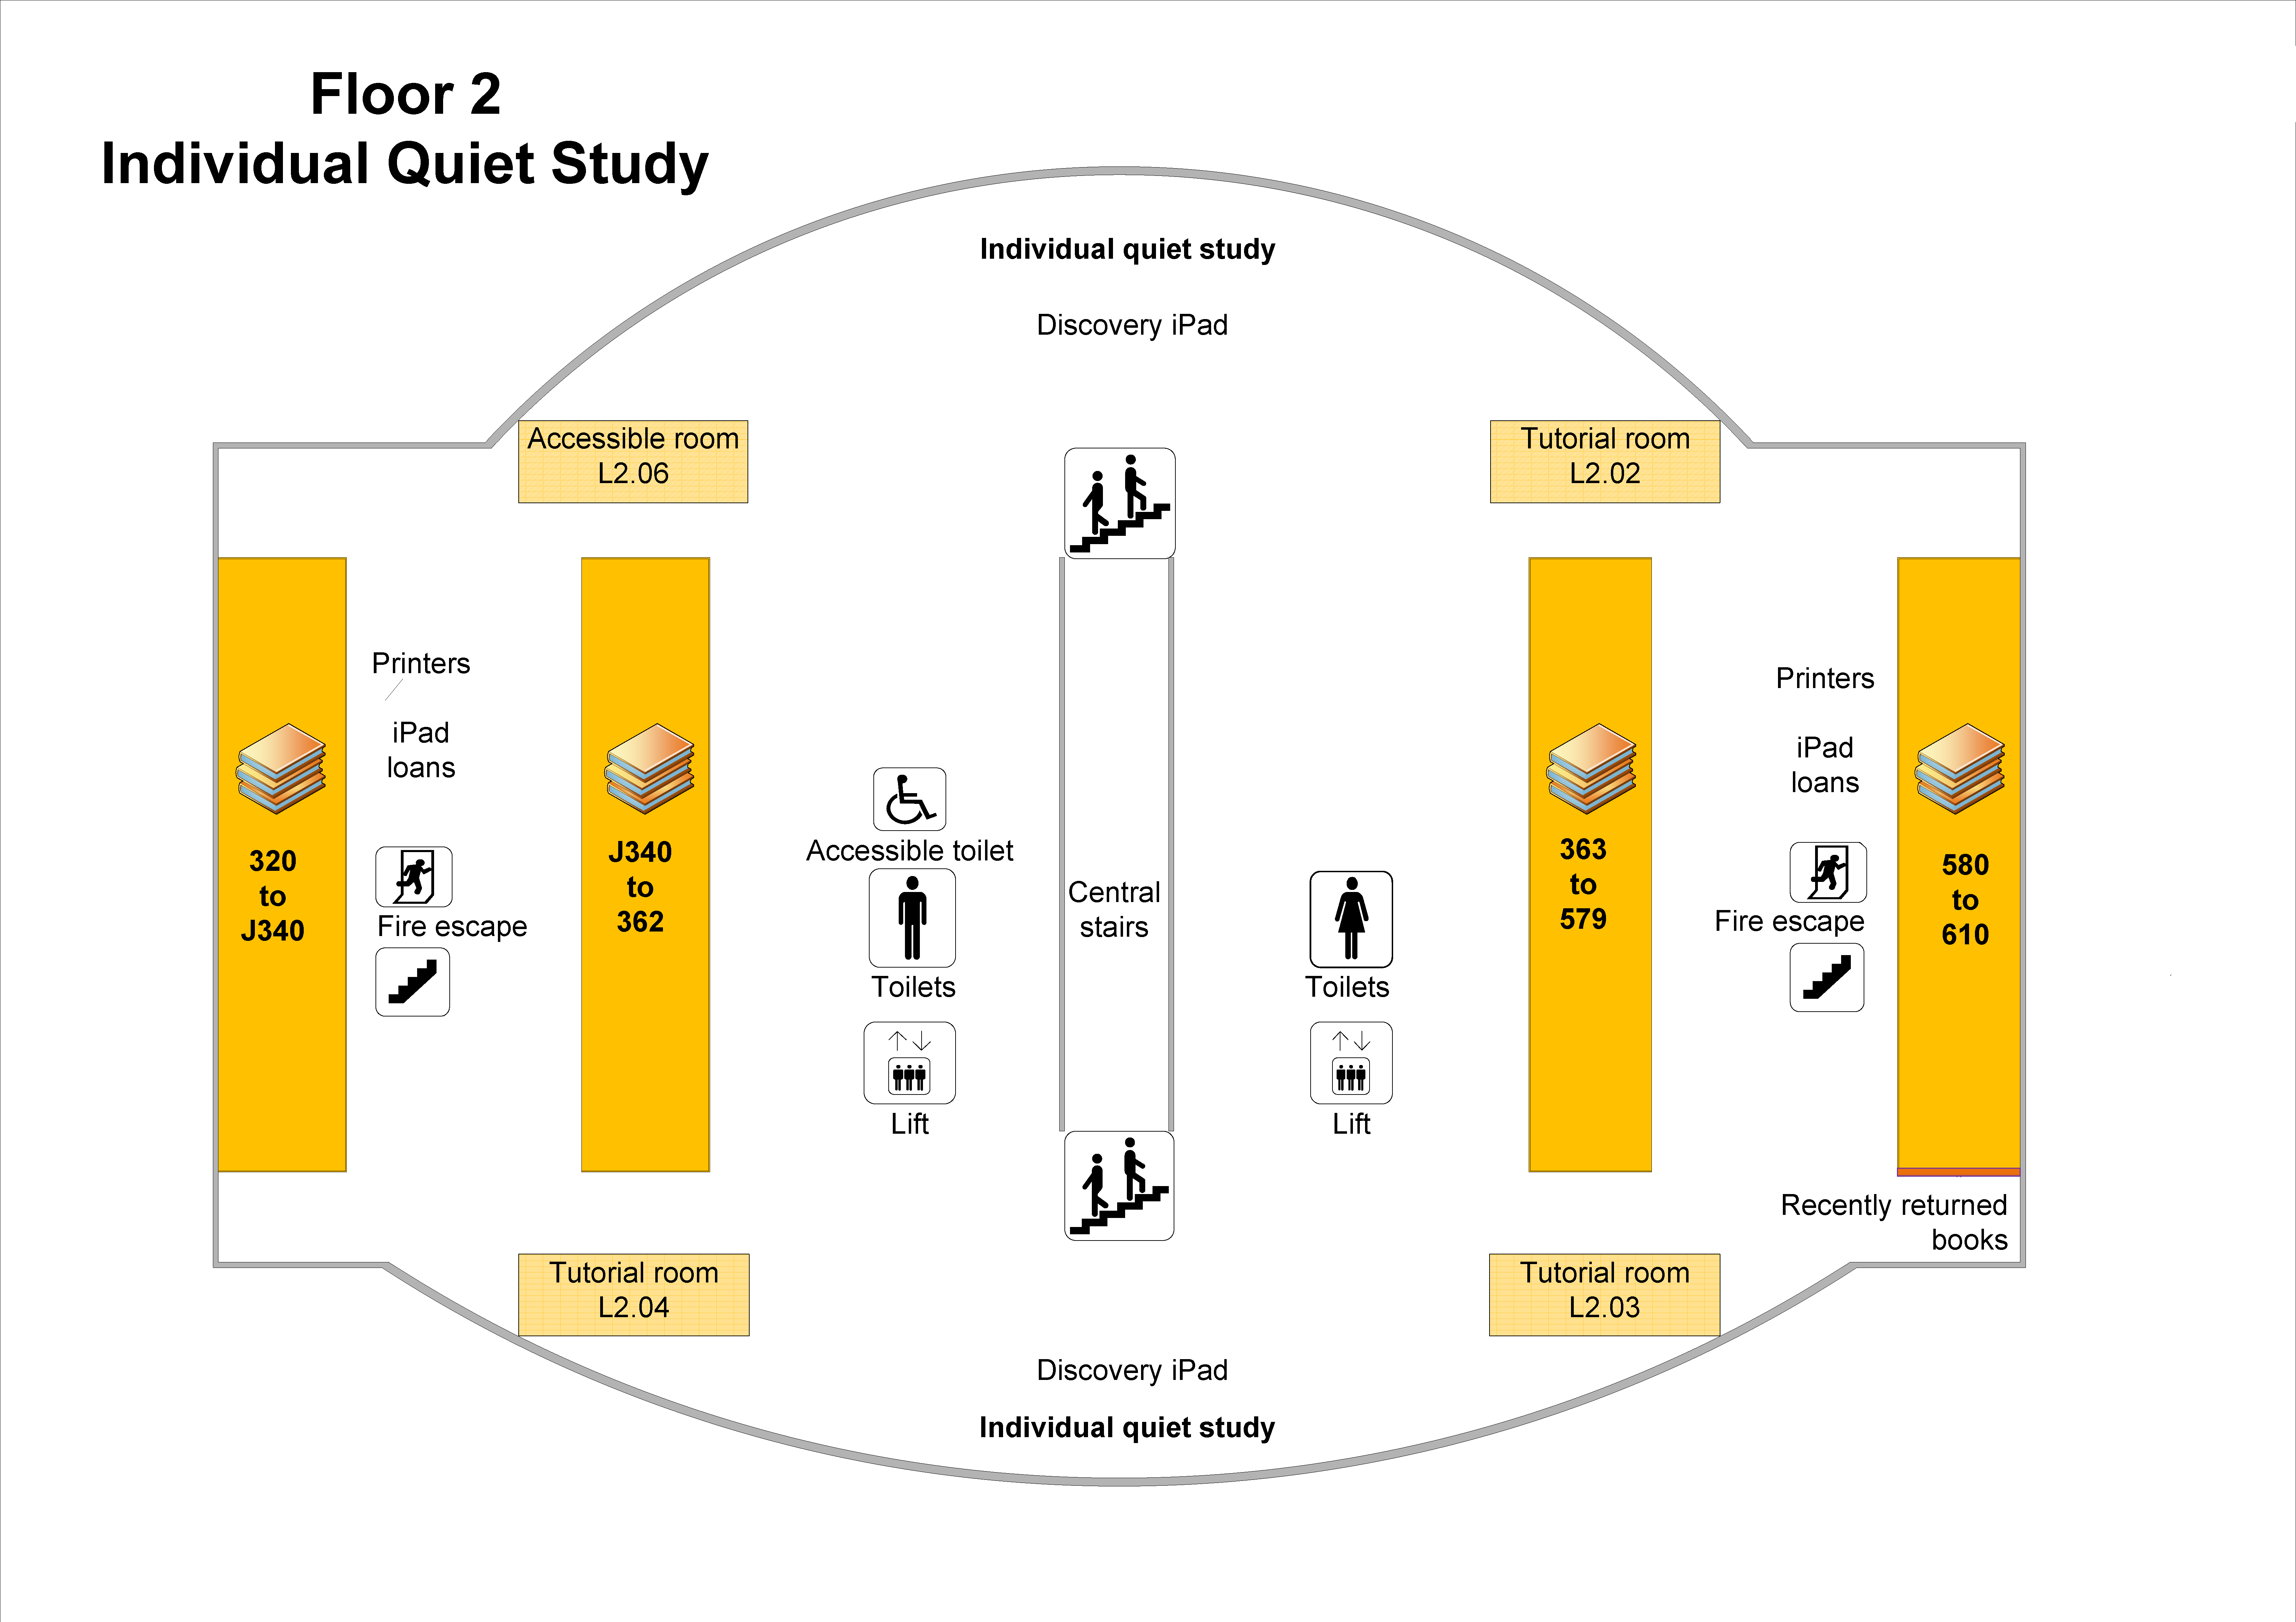 Floor 2
Individual Quiet Study
Individual quiet study
Discovery iPad
Accessible room
L2.06
Tutorial room
L2.02
Printers
iPad
loans
320
to
J340
Fire escape
J340
to
362
Accessible toilet
Toilets
Lift
Central
stairs
Toilets
Lift
363
to
579
Printers
iPad
loans
Fire escape
580
to
610
Recently returned
books
Tutorial room
L2.04
Tutorial room
L2.03
Discovery iPad
Individual quiet study